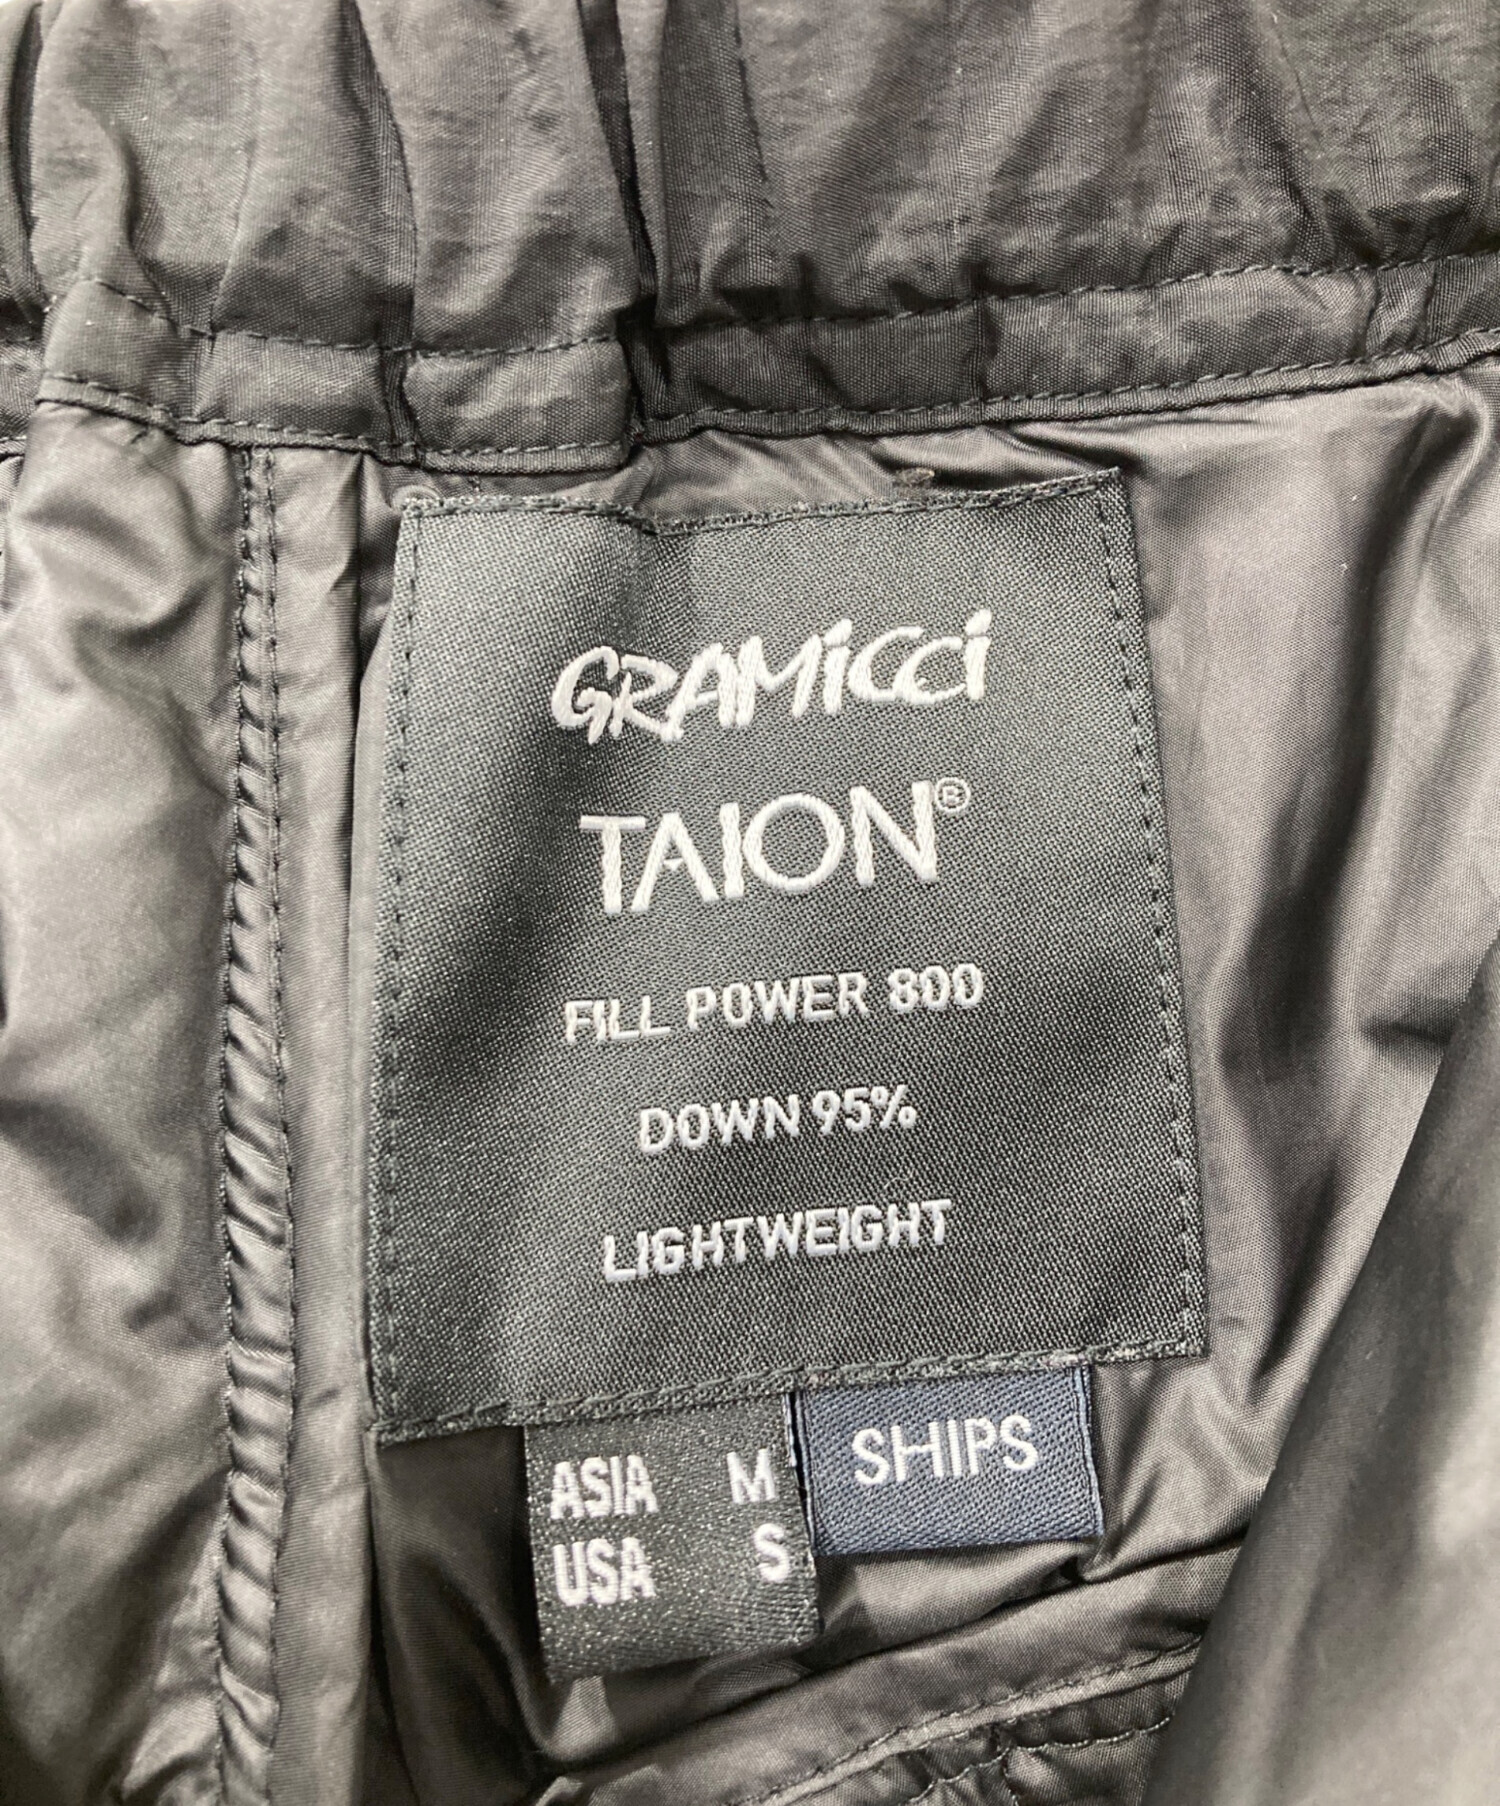 GRAMiCCi
TAION®
FILL POWER 800
DOWN 95%
LIGHTWEIGHT
ASIA M
USA S
SHIPS